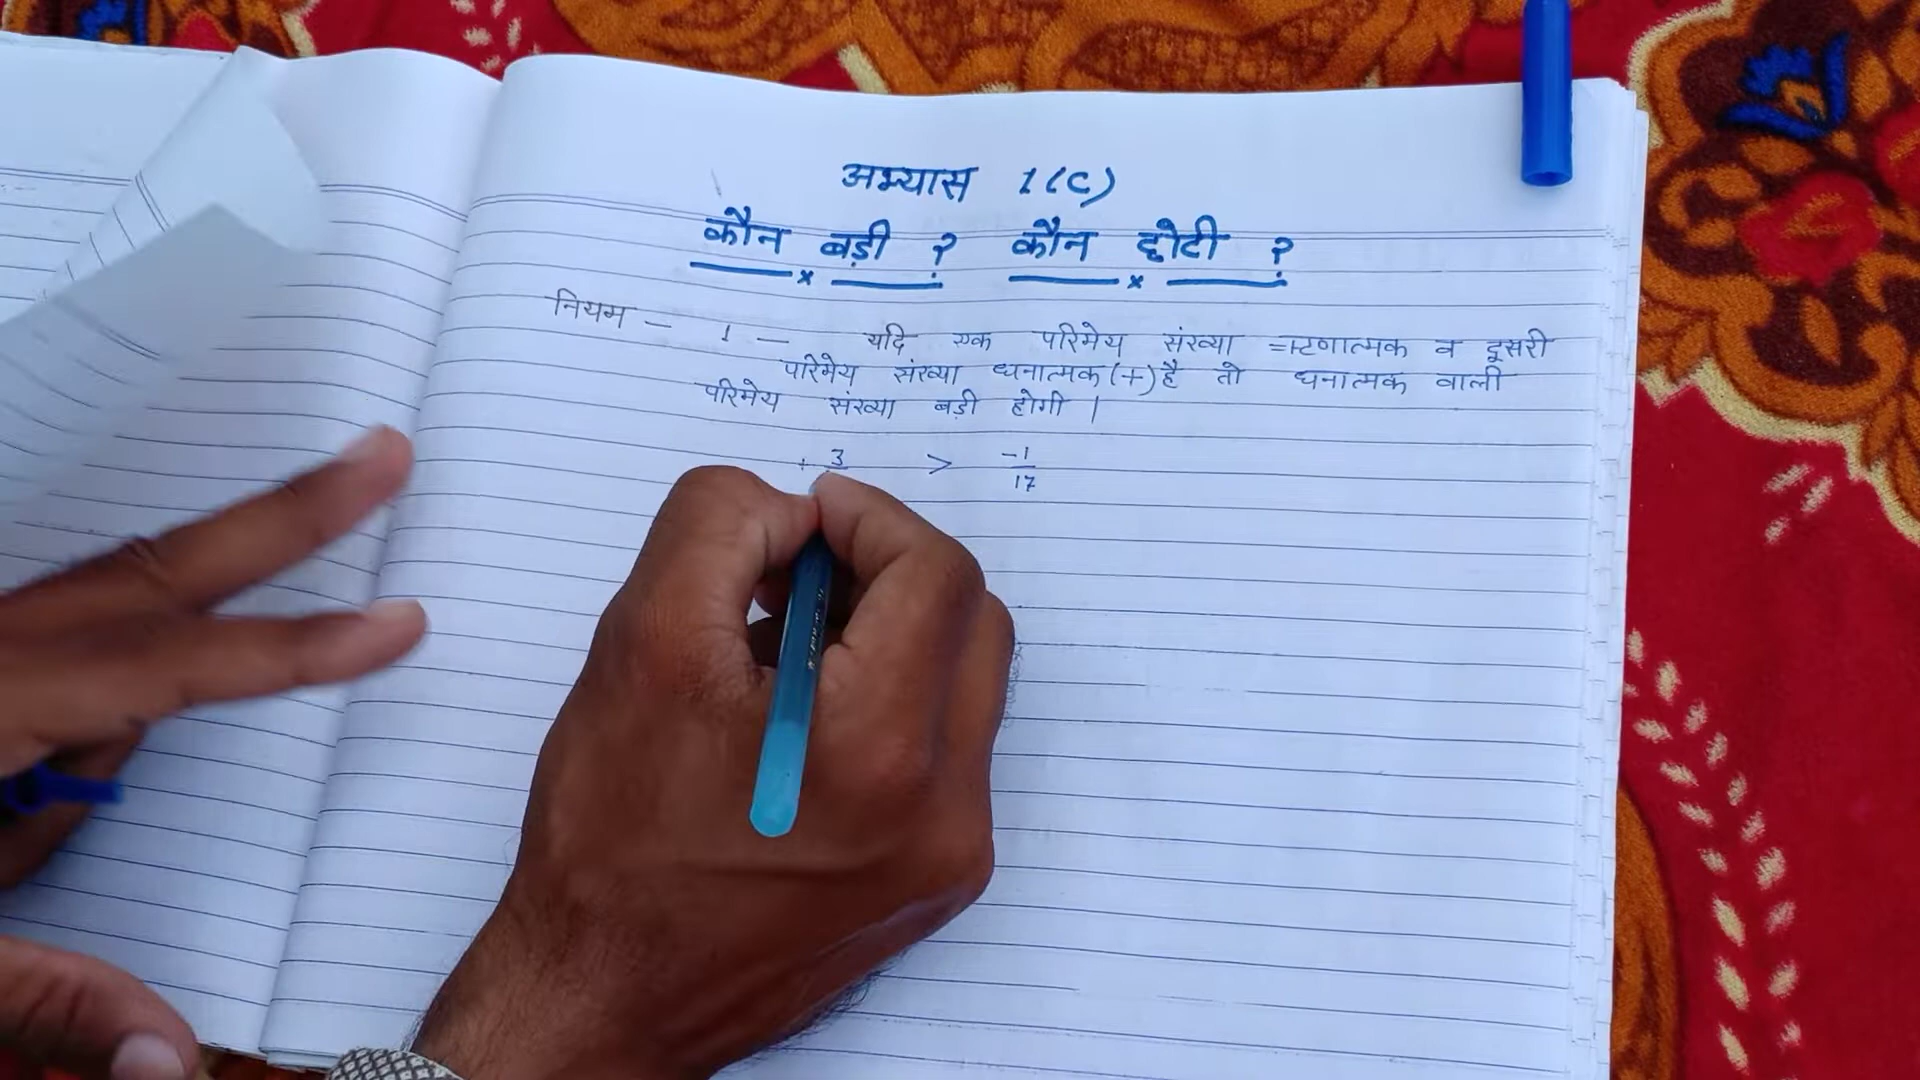 अभ्यास 1(C)
कौन बड़ी ? कौन छोटी ?
नियम – 1 – यदि एक परिमेय संख्या ऋणात्मक व दूसरी
परिमेय संख्या धनात्मक (+) है तो धनात्मक वाली
परिमेय संख्या बड़ी होगी ।
+ 3 > -1/17